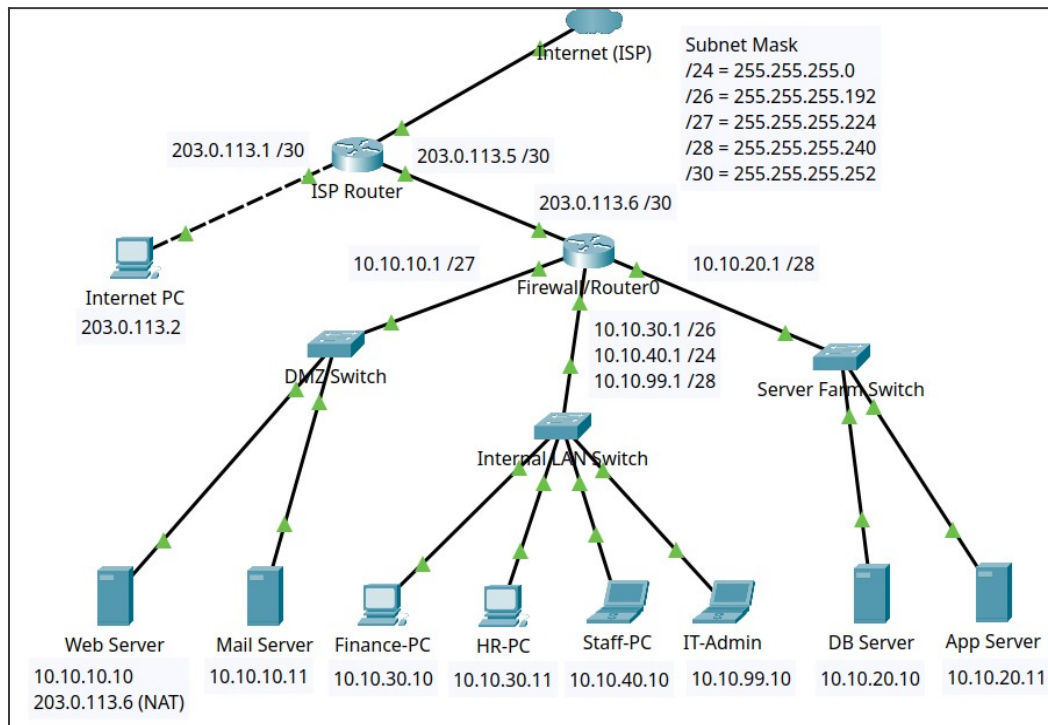 Internet (ISP)
Subnet Mask
/24 = 255.255.255.0
/26 = 255.255.255.192
/27 = 255.255.255.224
/28 = 255.255.255.240
/30 = 255.255.255.252
203.0.113.1 /30
203.0.113.5 /30
ISP Router
203.0.113.6 /30
10.10.10.1 /27
10.10.20.1 /28
Internet PC
203.0.113.2
Firewall/Router0
10.10.30.1 /26
10.10.40.1 /24
10.10.99.1 /28
DMZ Switch
Server Farm Switch
Internal LAN Switch
Web Server
10.10.10.10
203.0.113.6 (NAT)
Mail Server
10.10.10.11
Finance-PC
10.10.30.10
HR-PC
10.10.30.11
Staff-PC
10.10.40.10
IT-Admin
10.10.99.10
DB Server
10.10.20.10
App Server
10.10.20.11